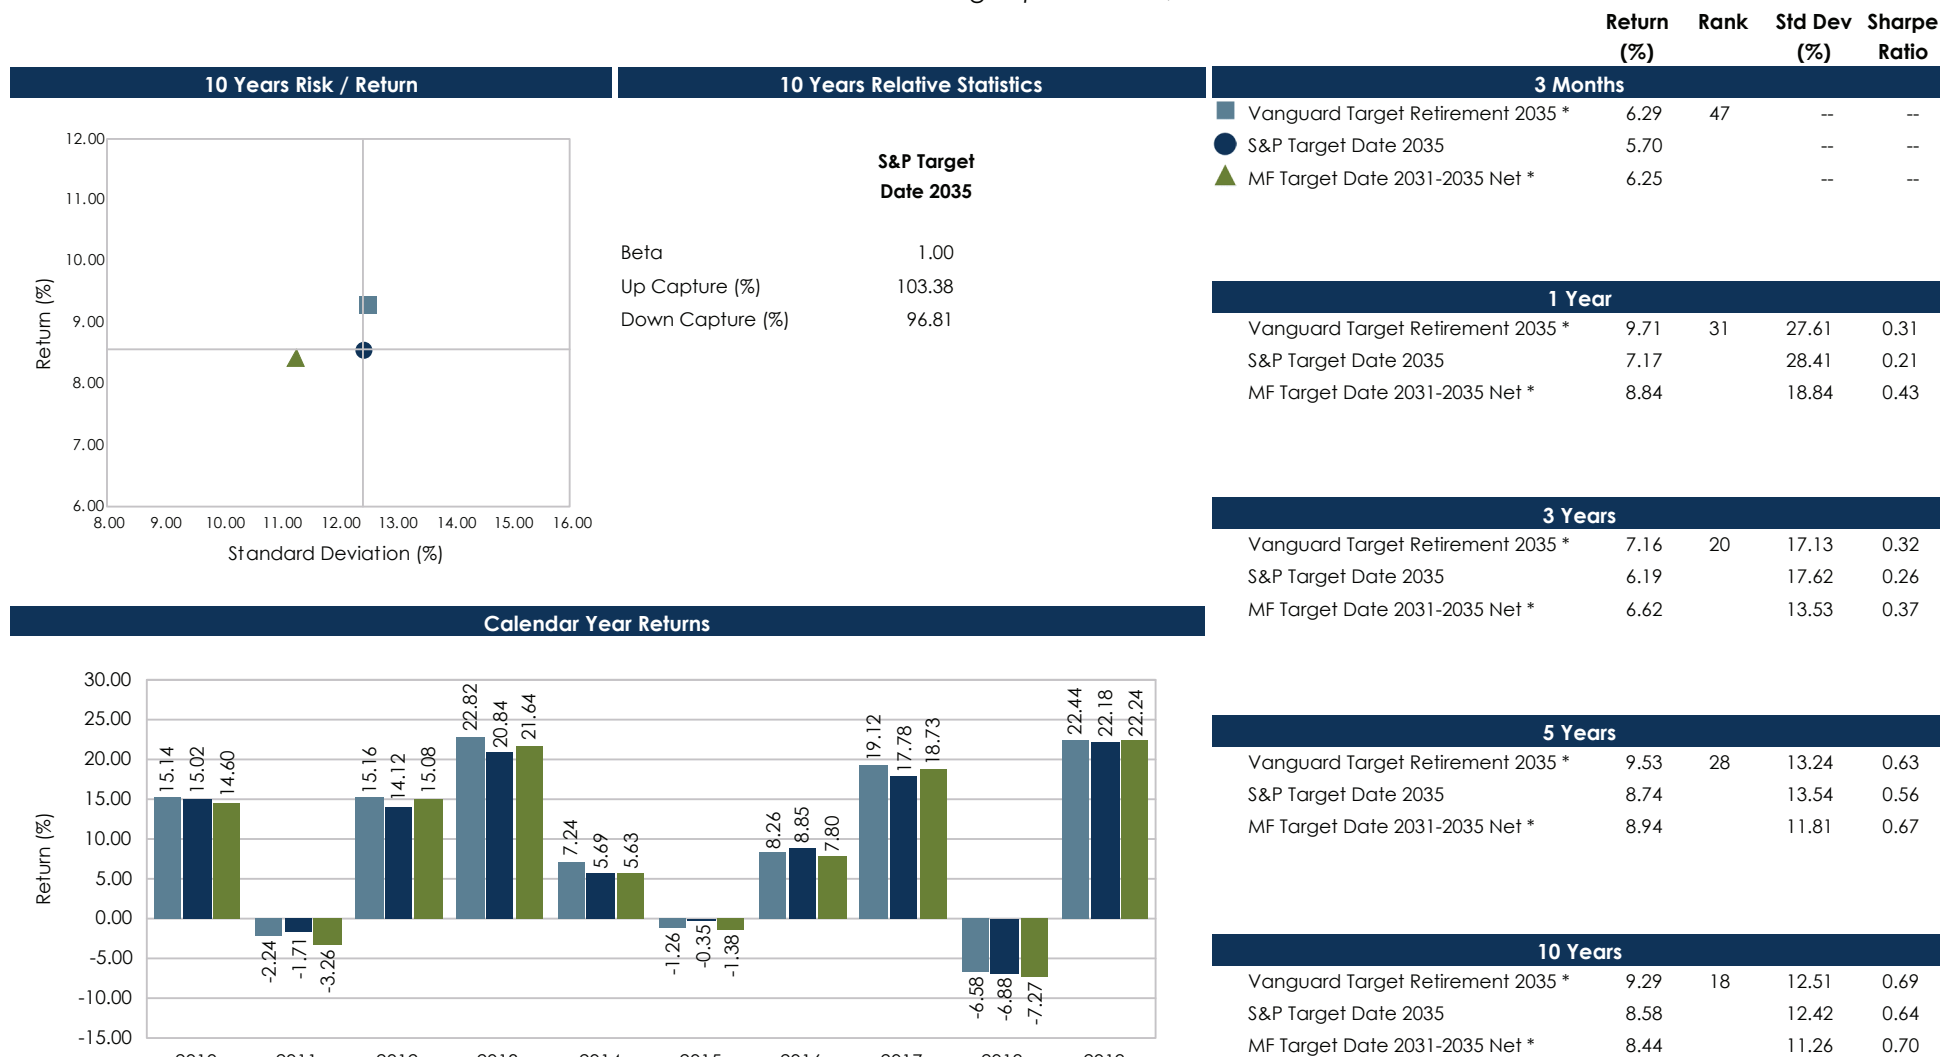 Return Rank Std Dev Sharpe
(%) (%) Ratio
10 Years Risk / Return
12.00
11.00
10.00
9.00
8.00
7.00
6.00
Return (%)
8.00 9.00 10.00 11.00 12.00 13.00 14.00 15.00 16.00
Standard Deviation (%)
10 Years Relative Statistics
S&P Target
Date 2035
Beta 1.00
Up Capture (%) 103.38
Down Capture (%) 96.81
3 Months
Vanguard Target Retirement 2035 * 6.29 47 -- --
S&P Target Date 2035 5.70 -- --
MF Target Date 2031-2035 Net * 6.25 -- --
1 Year
Vanguard Target Retirement 2035 * 9.71 31 27.61 0.31
S&P Target Date 2035 7.17 28.41 0.21
MF Target Date 2031-2035 Net * 8.84 18.84 0.43
3 Years
Vanguard Target Retirement 2035 * 7.16 20 17.13 0.32
S&P Target Date 2035 6.19 17.62 0.26
MF Target Date 2031-2035 Net * 6.62 13.53 0.37
5 Years
Vanguard Target Retirement 2035 * 9.53 28 13.24 0.63
S&P Target Date 2035 8.74 13.54 0.56
MF Target Date 2031-2035 Net * 8.94 11.81 0.67
10 Years
Vanguard Target Retirement 2035 * 9.29 18 12.51 0.69
S&P Target Date 2035 8.58 12.42 0.64
MF Target Date 2031-2035 Net * 8.44 11.26 0.70
Calendar Year Returns
30.00
25.00
20.00
15.00
10.00
5.00
0.00
-5.00
-10.00
-15.00
Return (%)
15.14 15.02 14.60
-2.24 -1.71 -3.26
15.16 14.12 15.08
22.82 20.84 21.64
7.24 5.69 5.63
-1.26 -0.35 -1.38
8.26 8.85 7.80
19.12 17.78 18.73
-6.58 -6.88 -7.27
22.44 22.18 22.24